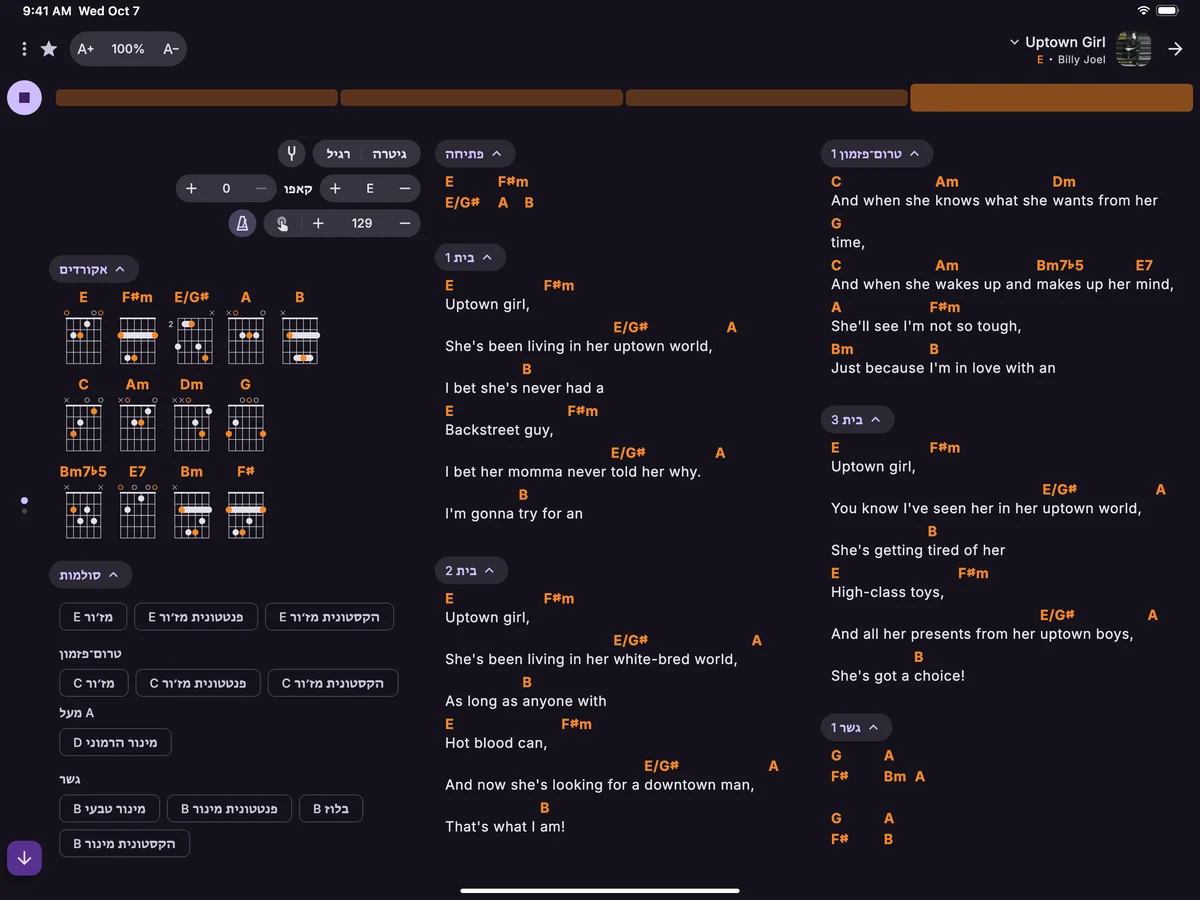 9:41 AM Wed Oct 7
A+ 100% A-
Uptown Girl
E • Billy Joel
רגיל גיטרה
+ 0 − קאפו + E −
+ 129 −
אקורדים
E F#m E/G# A B
2
C Am Dm G
Bm7♭5 E7 Bm F#
סולמות
E מז׳ור
E פנטטונית מז׳ור
E הקסטונית מז׳ור
טרום־פזמון
C מז׳ור
C פנטטונית מז׳ור
C הקסטונית מז׳ור
מעל A
D מינור הרמוני
גשר
B מינור טבעי
B פנטטונית מינור
B בלוז
B הקסטונית מינור
פתיחה
E F#m
E/G# A B
בית 1
E F#m
Uptown girl,
E/G# A
She's been living in her uptown world,
B
I bet she's never had a
E F#m
Backstreet guy,
E/G# A
I bet her momma never told her why.
B
I'm gonna try for an
בית 2
E F#m
Uptown girl,
E/G# A
She's been living in her white-bred world,
B
As long as anyone with
E F#m
Hot blood can,
E/G# A
And now she's looking for a downtown man,
B
That's what I am!
טרום־פזמון 1
C Am Dm
And when she knows what she wants from her
G
time,
C Am Bm7♭5 E7
And when she wakes up and makes up her mind,
A F#m
She'll see I'm not so tough,
Bm B
Just because I'm in love with an
בית 3
E F#m
Uptown girl,
E/G# A
You know I've seen her in her uptown world,
B
She's getting tired of her
E F#m
High-class toys,
E/G# A
And all her presents from her uptown boys,
B
She's got a choice!
גשר 1
G A
F# Bm A
G A
F# B